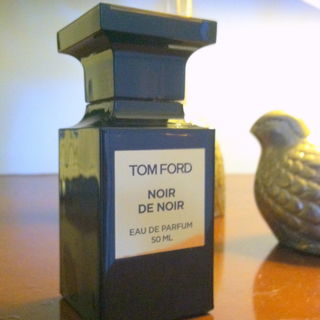 TOM FORD
NOIR
DE NOIR
EAU DE PARFUM
50 ML